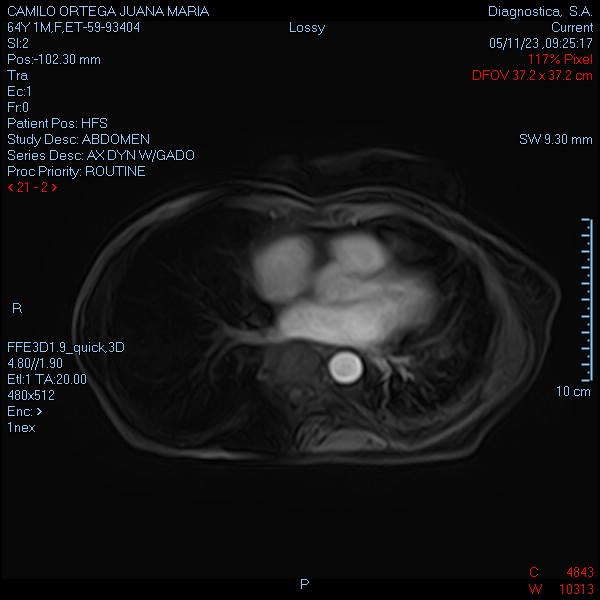 CAMILO ORTEGA JUANA MARIA
64Y 1M,F,ET-59-93404
Sl:2
Pos:-102.30 mm
Tra
Ec:1
Fr:0
Patient Pos: HFS
Study Desc: ABDOMEN
Series Desc: AX DYN W/GADO
Proc Priority: ROUTINE
< 21 - 2 >
Lossy
Diagnostica, S.A.
Current
05/11/23 ,09:25:17
117% Pixel
DFOV 37.2 x 37.2 cm
SW 9.30 mm
R
FFE3D1.9_quick,3D
4.80//1.90
Etl:1 TA:20.00
480x512
Enc: >
1nex
10 cm
P
C 4843
W 10313